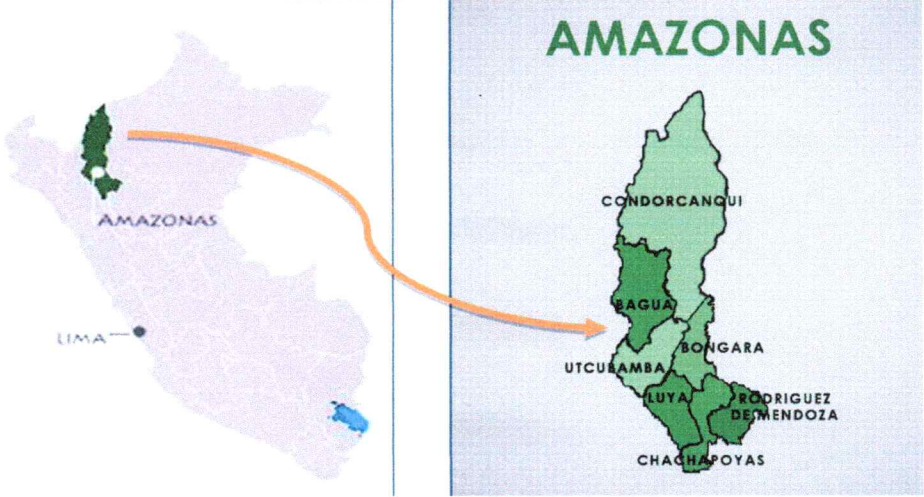 AMAZONAS
LIMA
AMAZONAS
CONDORCANQUI
BAGUA
BONGARA
UTCUBAMBA
LUYA
RODRIGUEZ
DE MENDOZA
CHACHAPOYAS